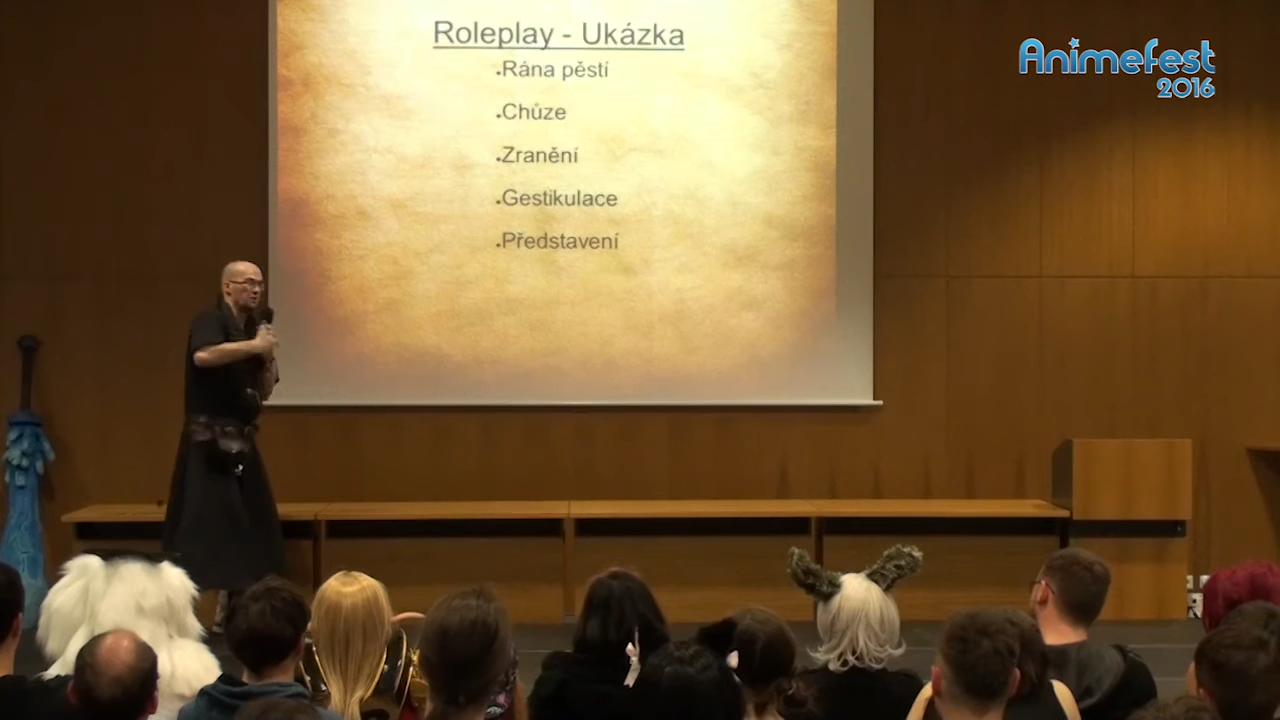 Roleplay - Ukázka
.Rána pěstí
.Chůze
.Zranění
.Gestikulace
.Představení
Animefest
2016